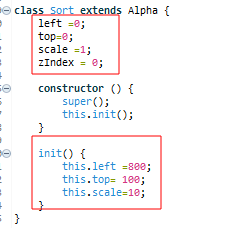 class Sort extends Alpha {
left =0;
top=0;
scale =1;
zIndex = 0;
constructor () {
super();
this.init();
}
init() {
this.left =800;
this.top= 100;
this.scale=10;
}
}